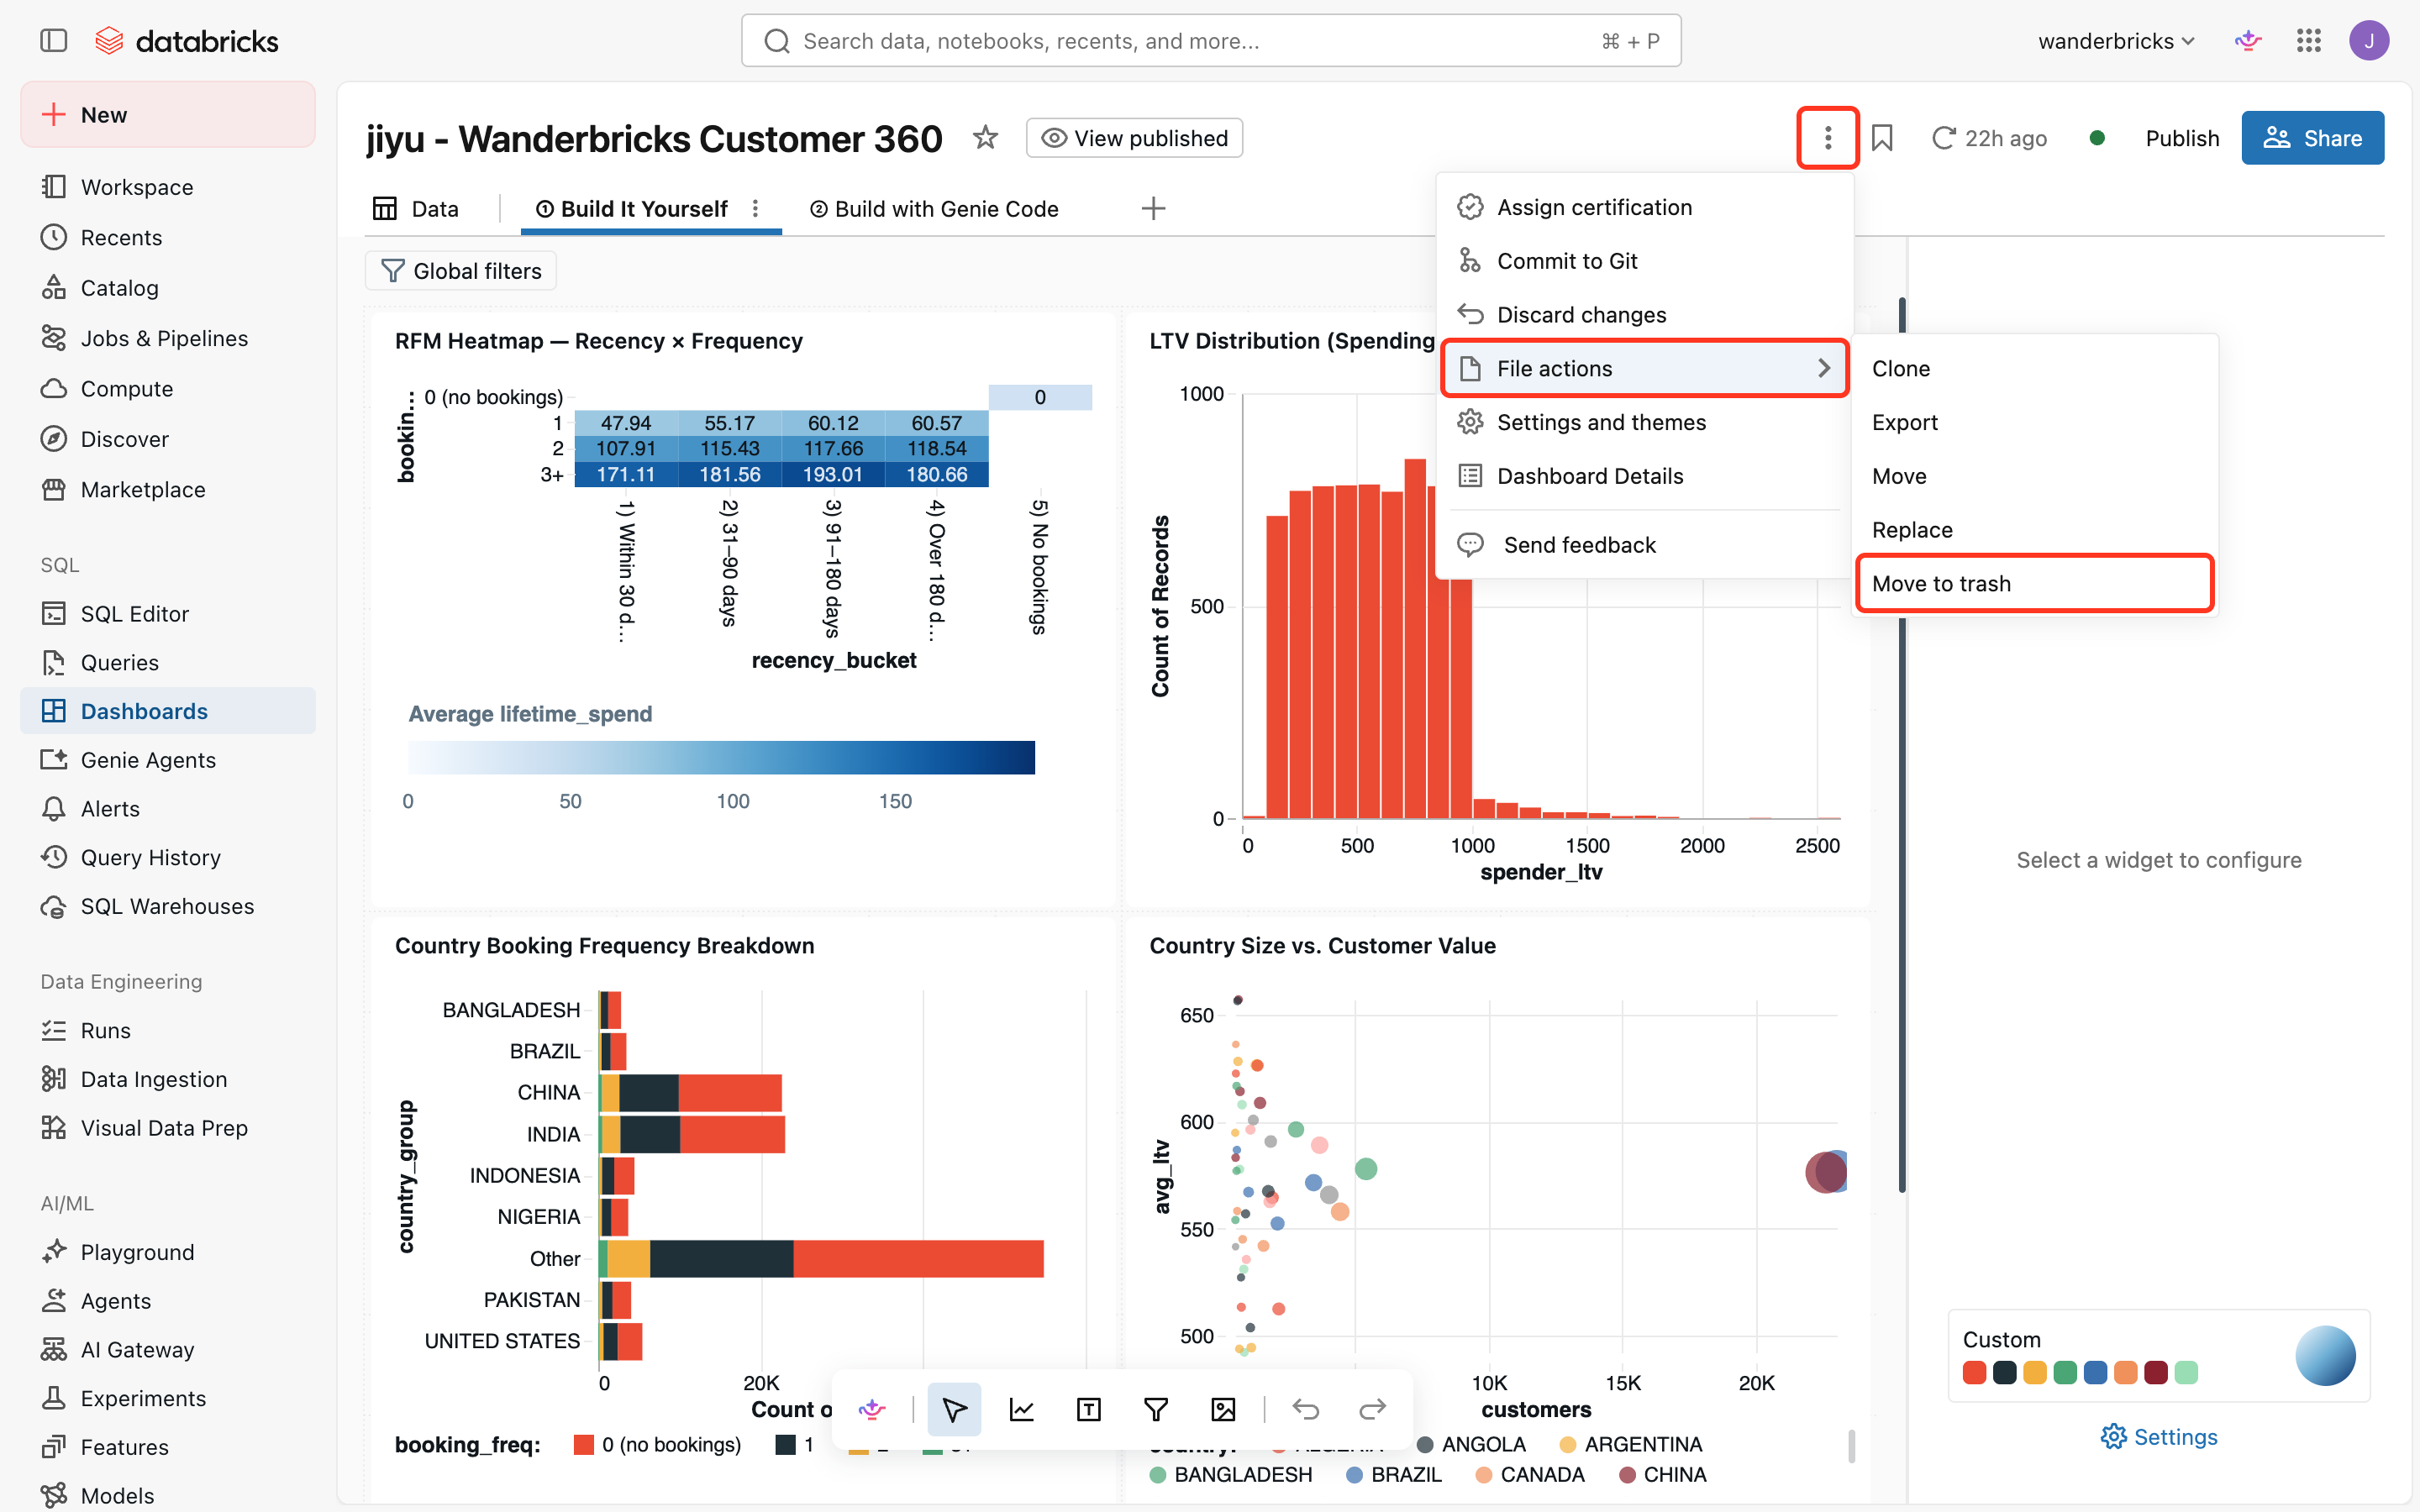 databricks
Search data, notebooks, recents, and more...
⌘ + P
wanderbricks
J
New
Workspace
Recents
Catalog
Jobs & Pipelines
Compute
Discover
Marketplace
SQL
SQL Editor
Queries
Dashboards
Genie Agents
Alerts
Query History
SQL Warehouses
Data Engineering
Runs
Data Ingestion
Visual Data Prep
AI/ML
Playground
Agents
AI Gateway
Experiments
Features
Models
jiyu - Wanderbricks Customer 360
View published
22h ago
Publish
Share
Data
① Build It Yourself
② Build with Genie Code
Global filters
Assign certification
Commit to Git
Discard changes
File actions
Settings and themes
Dashboard Details
Send feedback
Clone
Export
Move
Replace
Move to trash
RFM Heatmap — Recency × Frequency
bookin...
0 (no bookings)
0
1
47.94 55.17 60.12 60.57
2
107.91 115.43 117.66 118.54
3+
171.11 181.56 193.01 180.66
1) Within 30 d...
2) 31–90 days
3) 91–180 days
4) Over 180 d...
5) No bookings
recency_bucket
Average lifetime_spend
0 50 100 150
LTV Distribution (Spending
Count of Records
1000
500
0
0 500 1000 1500 2000 2500
spender_ltv
Country Booking Frequency Breakdown
country_group
BANGLADESH
BRAZIL
CHINA
INDIA
INDONESIA
NIGERIA
Other
PAKISTAN
UNITED STATES
0 20K
Count o
booking_freq: 0 (no bookings) 1
Country Size vs. Customer Value
avg_ltv
650
600
550
500
10K 15K 20K
customers
ANGOLA ARGENTINA
BANGLADESH BRAZIL CANADA CHINA
Select a widget to configure
Custom
Settings